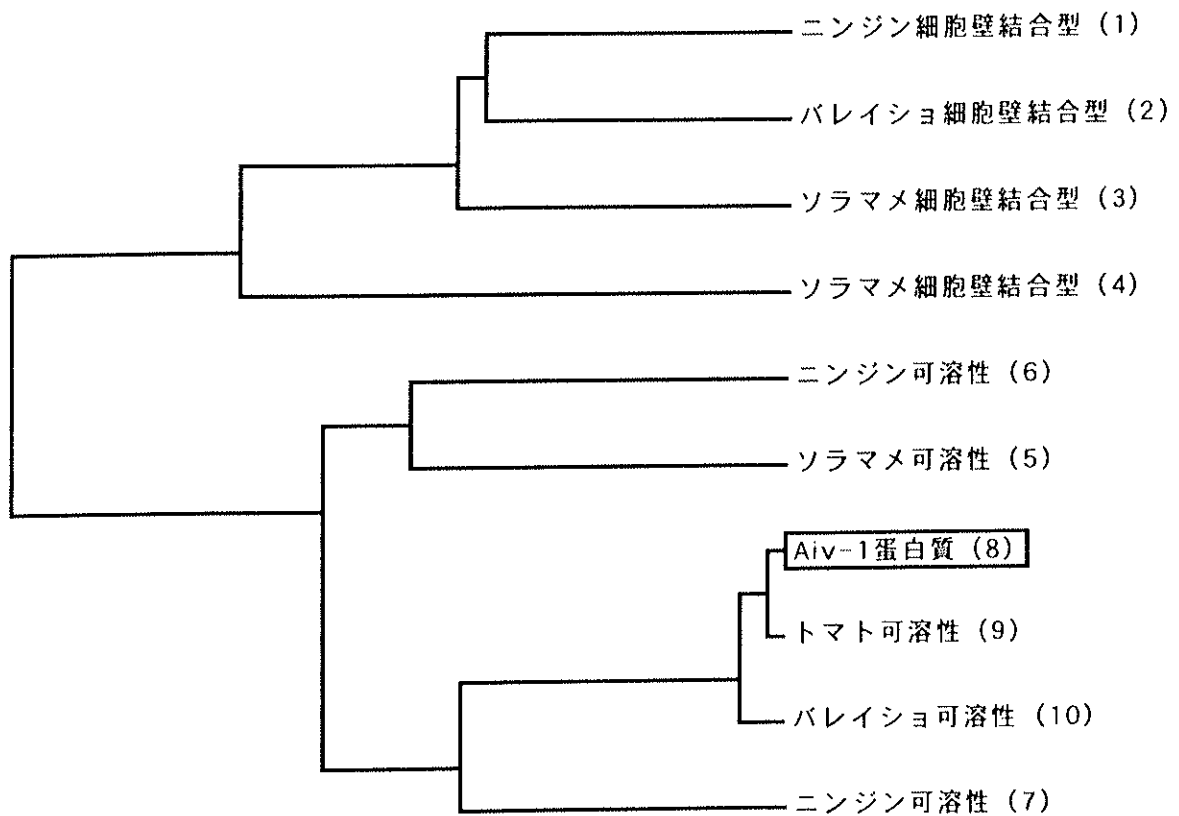 ニンジン細胞壁結合型 (1)
バレイショ細胞壁結合型 (2)
ソラマメ細胞壁結合型 (3)
ソラマメ細胞壁結合型 (4)
ニンジン可溶性 (6)
ソラマメ可溶性 (5)
Aiv-1蛋白質 (8)
トマト可溶性 (9)
バレイショ可溶性 (10)
ニンジン可溶性 (7)